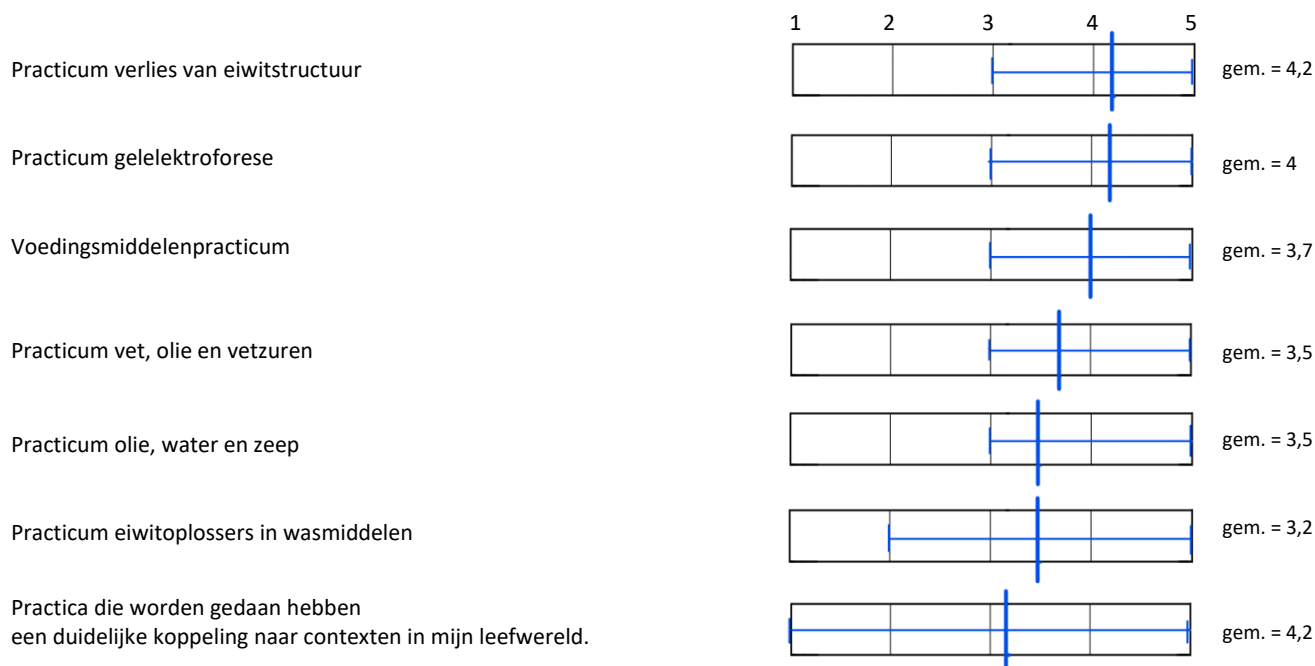 1 2 3 4 5
Practicum verlies van eiwitstructuur gem. = 4,2
Practicum gelelektroforese gem. = 4
Voedingsmiddelenpracticum gem. = 3,7
Practicum vet, olie en vetzuren gem. = 3,5
Practicum olie, water en zeep gem. = 3,5
Practicum eiwitoplossers in wasmiddelen gem. = 3,2
Practica die worden gedaan hebben
een duidelijke koppeling naar contexten in mijn leefwereld. gem. = 4,2